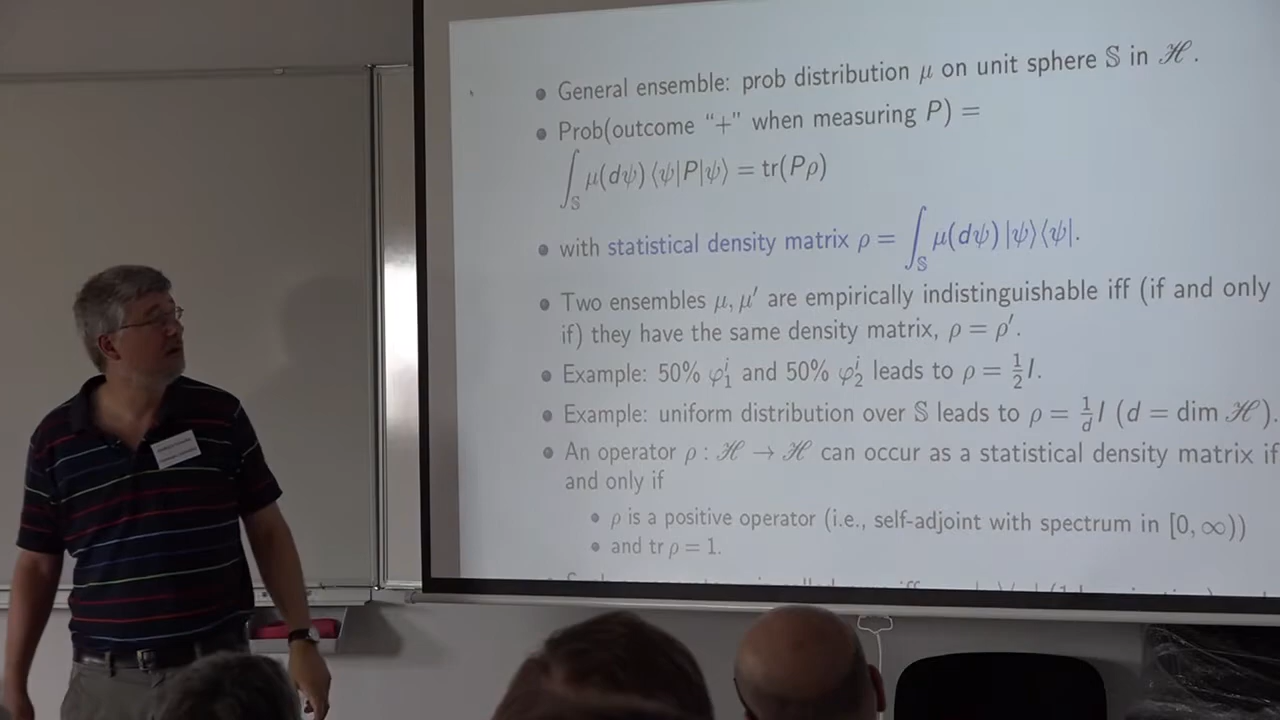 General ensemble: prob distribution μ on unit sphere 𝕊 in ℋ.
Prob(outcome "+" when measuring P) =
∫_𝕊 μ(dψ) ⟨ψ|P|ψ⟩ = tr(Pρ)
with statistical density matrix ρ = ∫_𝕊 μ(dψ) |ψ⟩⟨ψ|.
Two ensembles μ, μ′ are empirically indistinguishable iff (if and only
if) they have the same density matrix, ρ = ρ′.
Example: 50% φ₁ⁱ and 50% φ₂ⁱ leads to ρ = ½I.
Example: uniform distribution over 𝕊 leads to ρ = 1/d I (d = dim ℋ).
An operator ρ : ℋ → ℋ can occur as a statistical density matrix if
and only if
ρ is a positive operator (i.e., self-adjoint with spectrum in [0, ∞))
and tr ρ = 1.